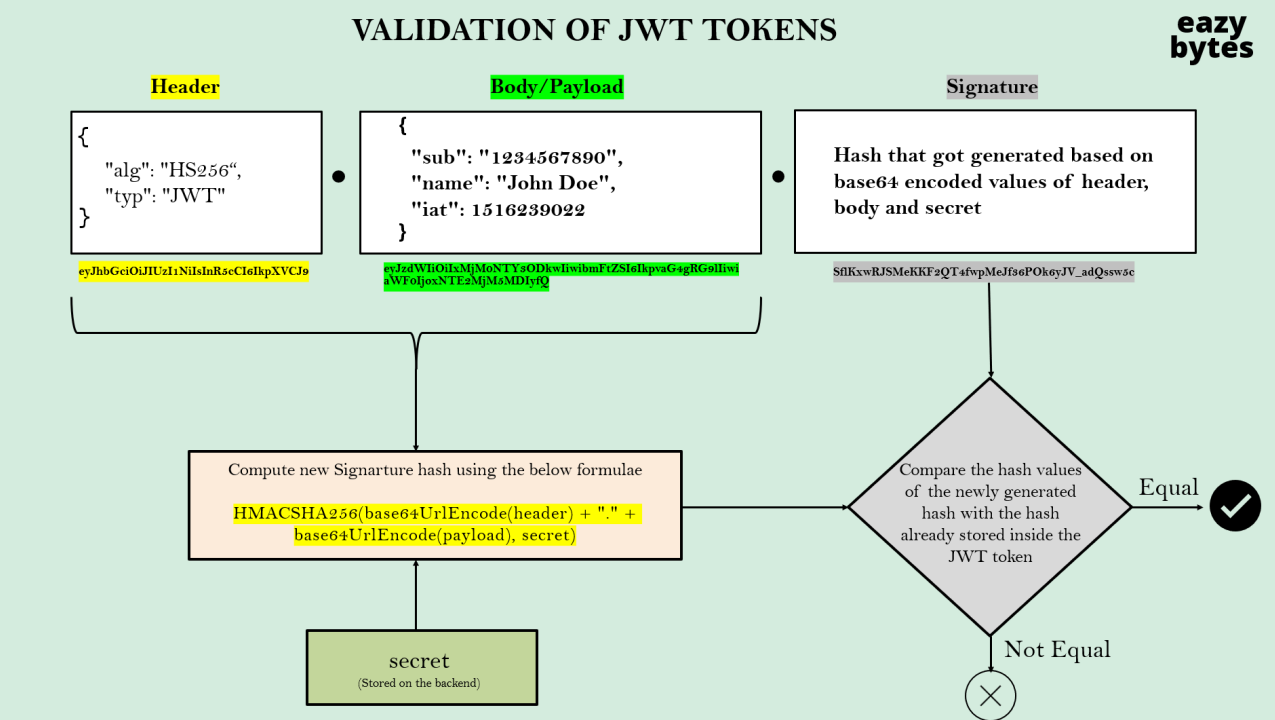 VALIDATION OF JWT TOKENS
eazy
bytes
Header
Body/Payload
Signature
{
"alg": "HS256“,
"typ": "JWT"
}
{
"sub": "1234567890",
"name": "John Doe",
"iat": 1516239022
}
Hash that got generated based on
base64 encoded values of header,
body and secret
eyJhbGciOiJIUzI1NiIsInR5cCI6IkpXVCJ9
eyJzdWIiOiIxMjM0NTY3ODkwIiwibmFtZSI6IkpvaG4gRG9lIiwi
aWF0IjoxNTE2MjM5MDIyfQ
SflKxwRJSMeKKF2QT4fwpMeJf36POk6yJV_adQssw5c
Compute new Signarture hash using the below formulae
HMACSHA256(base64UrlEncode(header) + "." +
base64UrlEncode(payload), secret)
Compare the hash values
of the newly generated
hash with the hash
already stored inside the
JWT token
Equal
Not Equal
secret
(Stored on the backend)